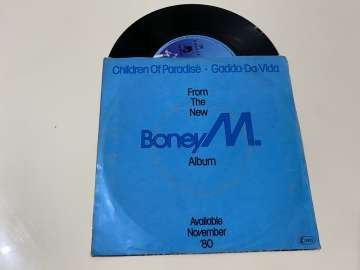 Children Of Paradise · Gadda-Da-Vida
From
The
New
Boney M.
Album
Available
November
'80